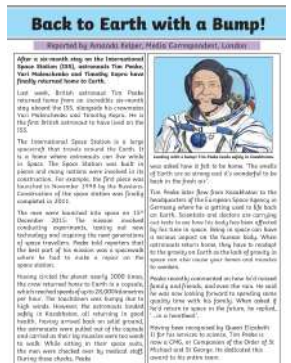 Back to Earth with a Bump!
Reported by Amanda Helper, Media Correspondent, London
After a six-month stay on the International
Space Station (ISS), astronauts Tim Peake,
Yuri Malenchenko and Timothy Kopra have
finally returned home to Earth.
Last week, British astronaut Tim Peake
returned home from an incredible six-month
stay aboard the ISS, alongside his crewmates
Yuri Malenchenko and Timothy Kopra. He is
the first British astronaut to have lived on the
ISS.
The International Space Station is a large
spacecraft that travels around the Earth. It
is a home where astronauts can live while
in Space. The Space Station was built in
pieces and many nations were involved in its
construction. For example, the first piece was
launched in November 1998 by the Russians.
Construction of the space station was finally
completed in 2011.
The men were launched into space on 15th
December 2015. The mission involved
conducting experiments, testing out new
technology and inspiring the next generations
of space travellers. Peake told reporters that
the best part of his mission was a spacewalk
where he had to make a repair on the
space station.
Having circled the planet nearly 3000 times,
the crew returned home to Earth in a capsule,
which reached speeds of up to 28,000 kilometres
per hour. The touchdown was bumpy due to
high winds. However, the astronauts landed
safely in Kazakhstan, all returning in good
health. Having arrived back on solid ground,
the astronauts were pulled out of the capsule
and carried as their leg muscles were too weak
to walk. While sitting in their space suits,
the men were checked over by medical staff.
During these checks, Peake
Landing with a bump! Tim Peake lands safely in Kazakhstan.
was asked how it felt to be home. 'The smells
of Earth are so strong and it's wonderful to be
back in the fresh air'.
Tim Peake later flew from Kazakhstan to the
headquarters of the European Space Agency in
Germany where he is getting used to life back
on Earth. Scientists and doctors are carrying
out tests to see how his body has been affected
by his time in space. Being in space can have
a serious impact on the human body. When
astronauts return home, they have to readapt
to the gravity on Earth as the lack of gravity in
space can also cause your bones and muscles
to weaken.
Peake recently commented on how he'd missed
family and friends, and even the rain. He said
he was now looking forward to spending some
quality time with his family. When asked if
he'd return to space in the future, he replied,
'...in a heartbeat'.
Having been recognised by Queen Elizabeth
II for his services to science, Tim Peake is
now a CMG, or Companion of the Order of St
Michael and St George. He dedicated this
award to his entire team.